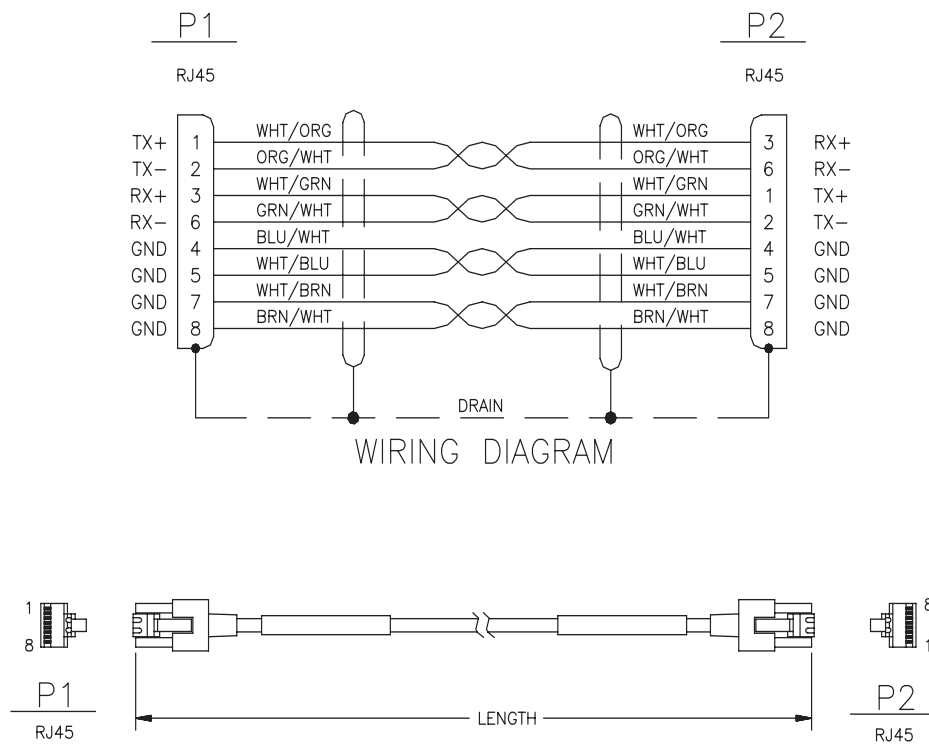 P1 P2
RJ45 RJ45
TX+ 1 WHT/ORG WHT/ORG 3 RX+
TX- 2 ORG/WHT ORG/WHT 6 RX-
RX+ 3 WHT/GRN WHT/GRN 1 TX+
RX- 6 GRN/WHT GRN/WHT 2 TX-
GND 4 BLU/WHT BLU/WHT 4 GND
GND 5 WHT/BLU WHT/BLU 5 GND
GND 7 WHT/BRN WHT/BRN 7 GND
GND 8 BRN/WHT BRN/WHT 8 GND
DRAIN
WIRING DIAGRAM
1 8
8 1
P1 LENGTH P2
RJ45 RJ45